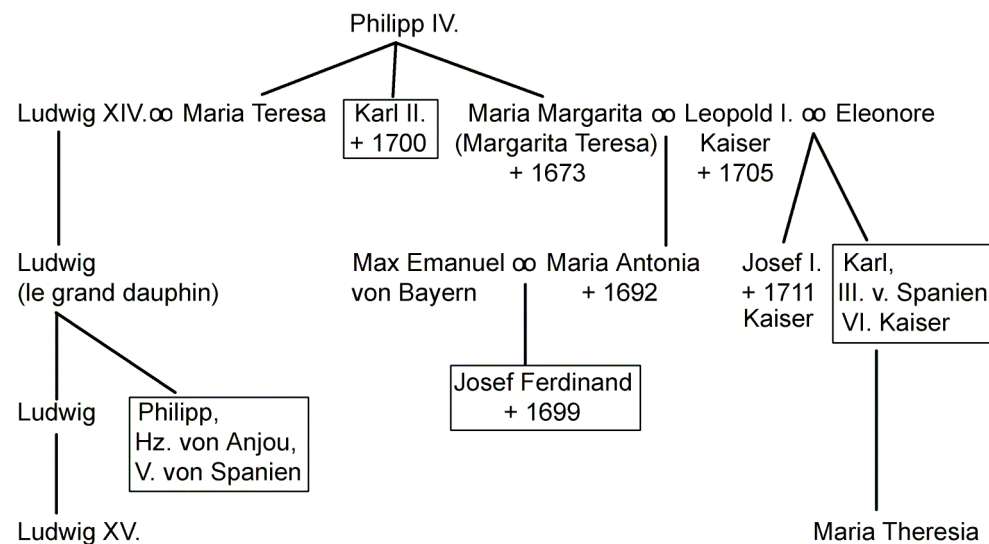 Philipp IV.
Ludwig XIV. ∞ Maria Teresa
Karl II.
+ 1700
Maria Margarita ∞ Leopold I. ∞ Eleonore
(Margarita Teresa)
+ 1673
Kaiser
+ 1705
Ludwig
(le grand dauphin)
Max Emanuel ∞ Maria Antonia
von Bayern
+ 1692
Josef I.
+ 1711
Kaiser
Karl,
III. v. Spanien
VI. Kaiser
Josef Ferdinand
+ 1699
Ludwig
Philipp,
Hz. von Anjou,
V. von Spanien
Ludwig XV.
Maria Theresia